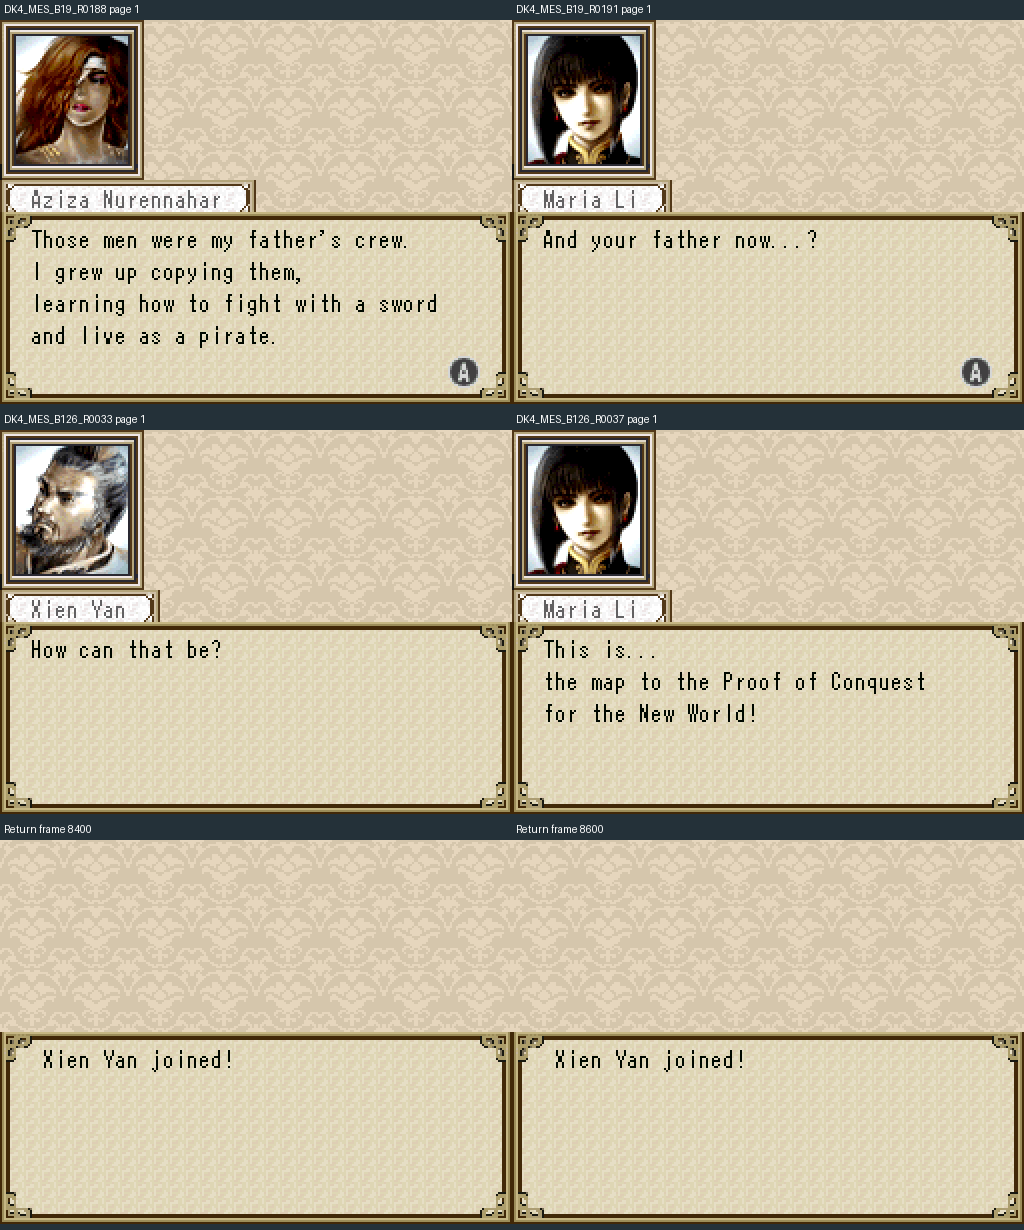 DK4_MES_B19_R0188 page 1
Aziza Nurennahar
Those men were my father's crew.
I grew up copying them,
learning how to fight with a sword
and live as a pirate.
A
DK4_MES_B19_R0191 page 1
Maria Li
And your father now...?
A
DK4_MES_B126_R0033 page 1
Xien Yan
How can that be?
DK4_MES_B126_R0037 page 1
Maria Li
This is...
the map to the Proof of Conquest
for the New World!
Return frame 8400
Xien Yan joined!
Return frame 8600
Xien Yan joined!